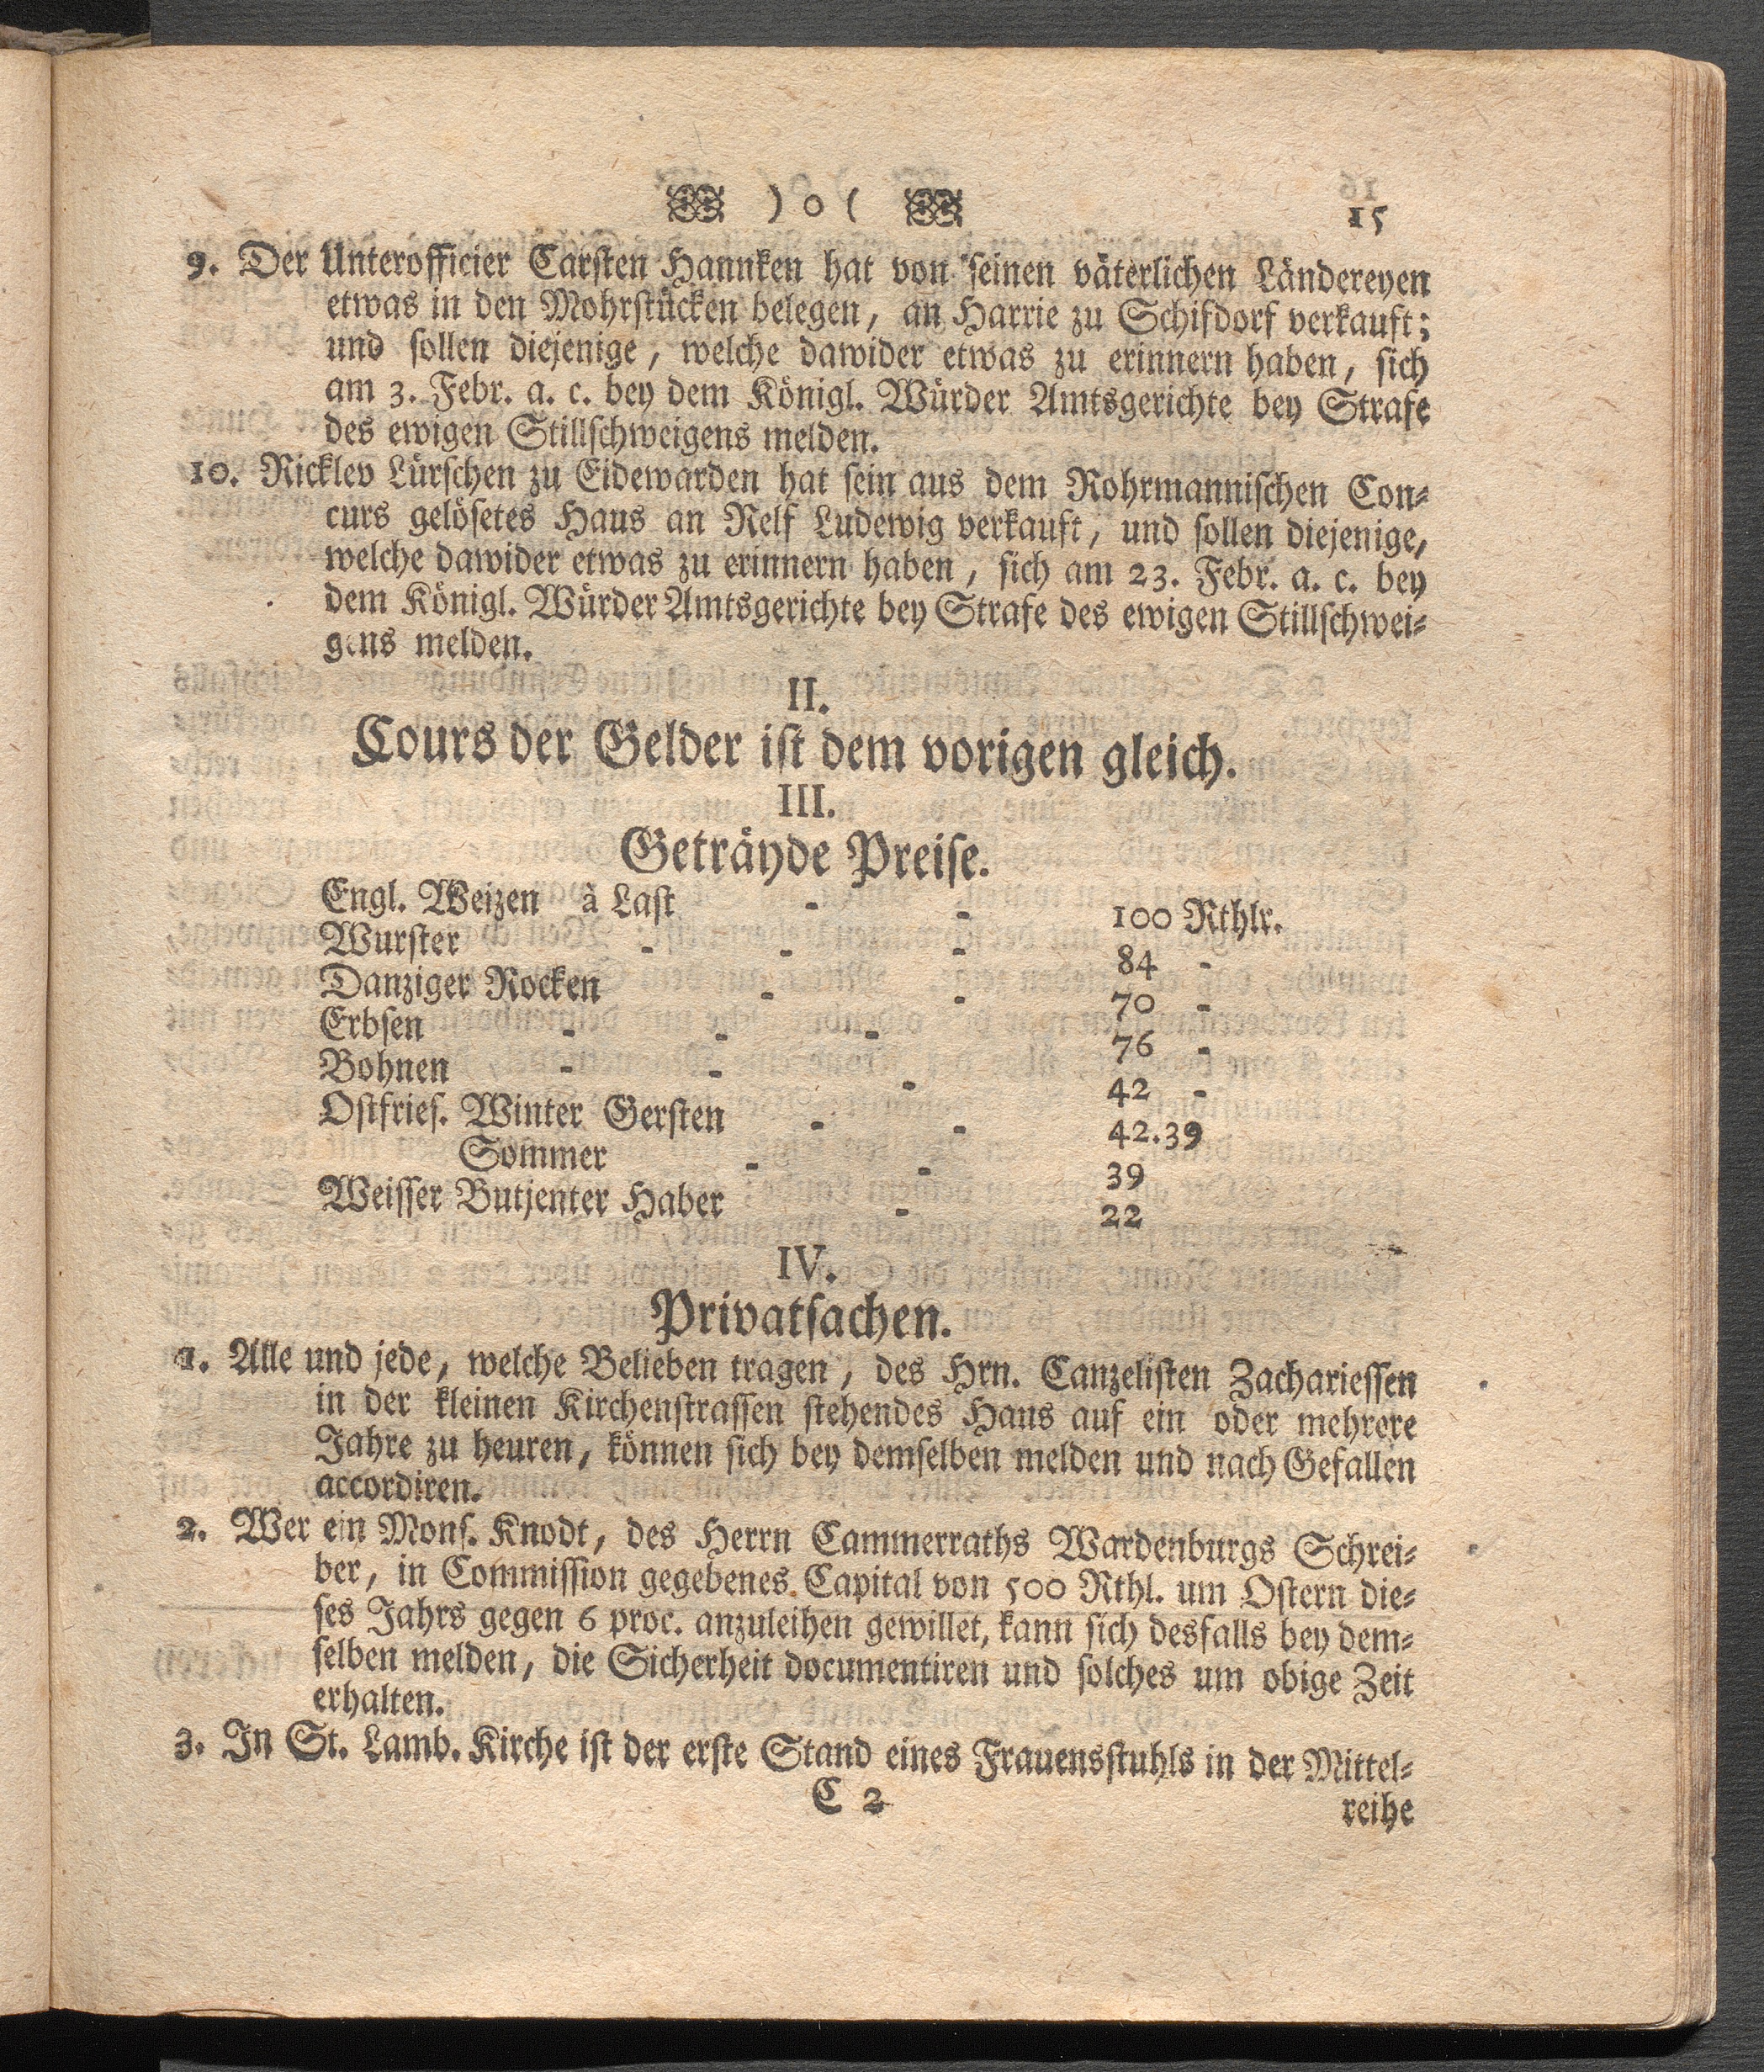 ) o (
15
9. Der Unterofficier Carsten Hannken hat von seinen väterlichen Ländereyen
etwas in den Mohrstücken belegen, an Harrie zu Schifdorf verkauft;
und sollen diejenige, welche dawider etwas zu erinnern haben, sich
am 3. Febr. a. c. bey dem Königl. Würder Amtsgerichte bey Strafe
des ewigen Stillschweigens melden.
10. Ricklev Lürschen zu Eidewarden hat sein aus dem Rohrmannischen Con-
curs gelösetes Haus an Relf Ludewig verkauft, und sollen diejenige,
welche dawider etwas zu erinnern haben, sich am 23. Febr. a. c. bey
dem Königl. Würder Amtsgerichte bey Strafe des ewigen Stillschwei-
gens melden.
II.
Cours der Gelder ist dem vorigen gleich.
III.
Geträyde Preise.
Engl. Weizen à Last - - 100 Rthlr.
Wurster - - - 84 -
Danziger Rocken - - 70 -
Erbsen - - - 76 -
Bohnen - - - 42 -
Ostfries. Winter Gersten - - 42.39
Sommer - - 39
Weisser Butjenter Haber - 22
IV.
Privatsachen.
1. Alle und jede, welche Belieben tragen, des Hrn. Canzelisten Zachariessen
in der kleinen Kirchenstrassen stehendes Haus auf ein oder mehrere
Jahre zu heuren, können sich bey demselben melden und nach Gefallen
accordiren.
2. Wer ein Mons. Knodt, des Herrn Cammerraths Wardenburgs Schrei-
ber, in Commission gegebenes Capital von 500 Rthl. um Ostern die-
ses Jahrs gegen 6 proc. anzuleihen gewillet, kann sich desfalls bey dem-
selben melden, die Sicherheit documentiren und solches um obige Zeit
erhalten.
3. In St. Lamb. Kirche ist der erste Stand eines Frauensstuhls in der Mittel-
C 2
reihe